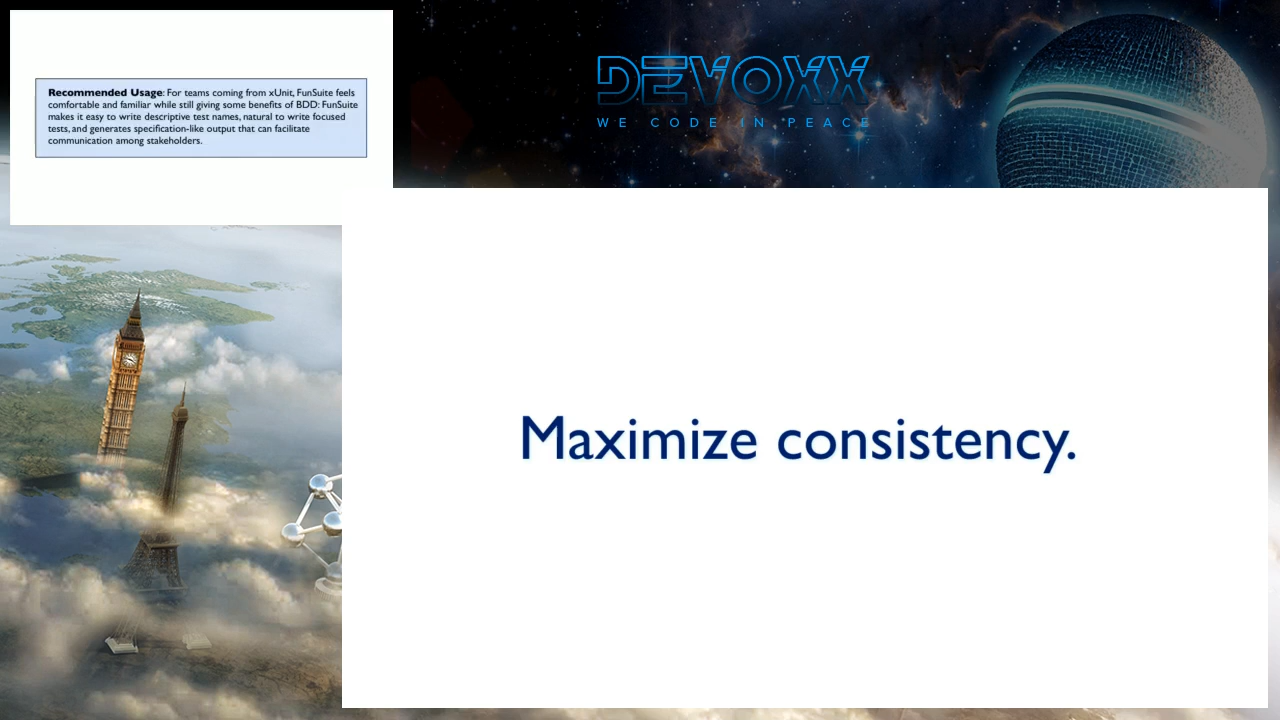 Recommended Usage: For teams coming from xUnit, FunSuite feels
comfortable and familiar while still giving some benefits of BDD: FunSuite
makes it easy to write descriptive test names, natural to write focused
tests, and generates specification-like output that can facilitate
communication among stakeholders.
DEVOXX
WE CODE IN PEACE
Maximize consistency.